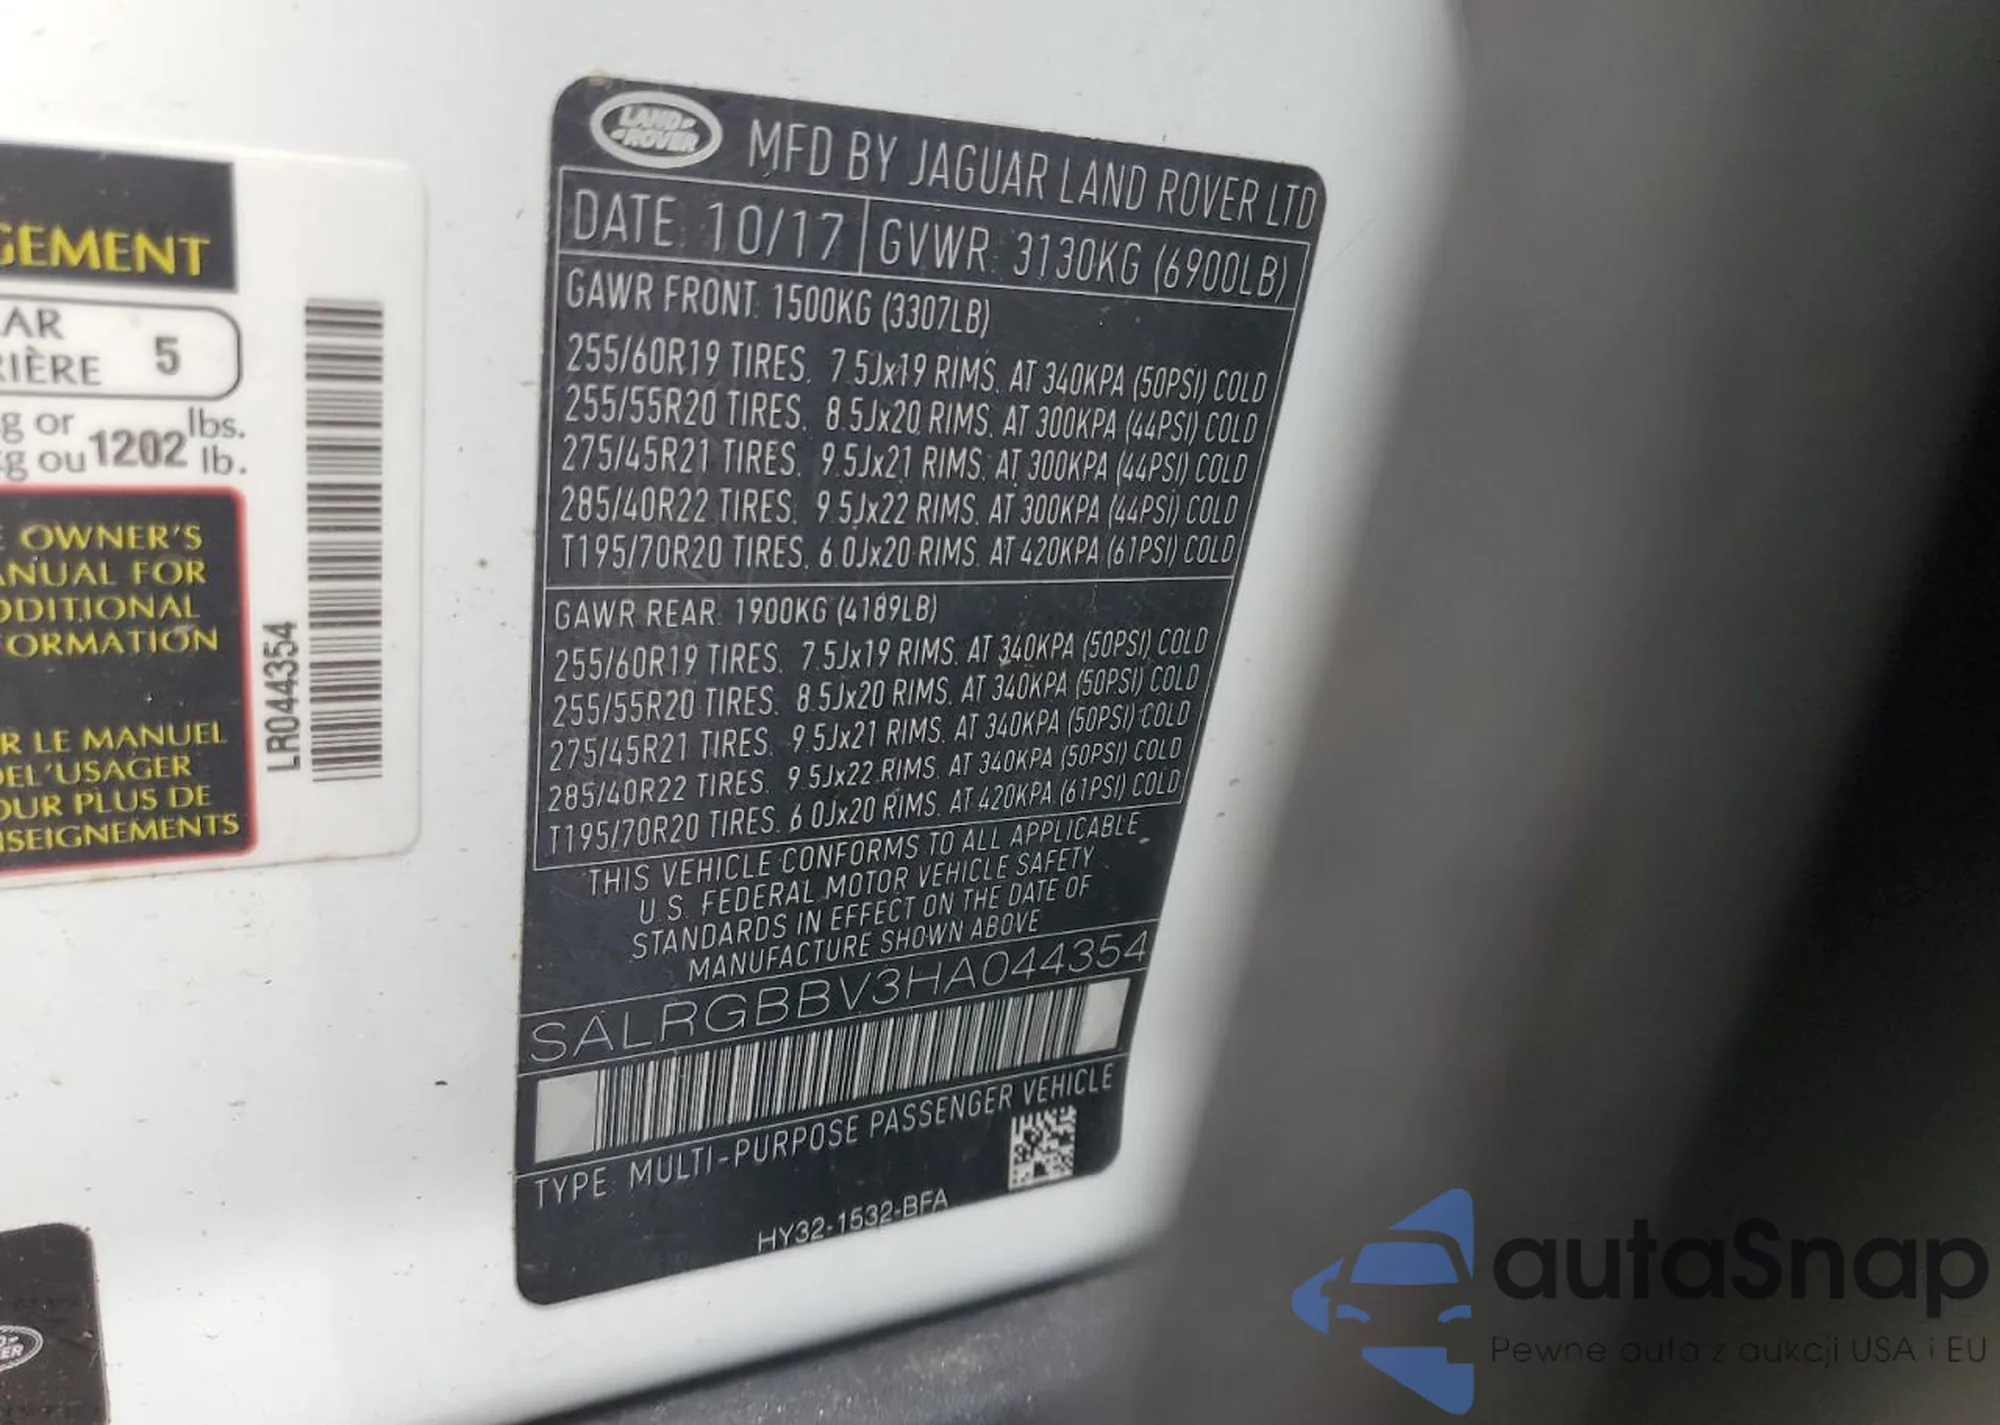 GEMENT
AR
RIÈRE 5
g or 1202 lbs.
kg ou lb.
E OWNER'S
ANUAL FOR
DDITIONAL
FORMATION
R LE MANUEL
DEL'USAGER
OUR PLUS DE
NSEIGNEMENTS
LR044354
LAND
ROVER
MFD BY JAGUAR LAND ROVER LTD
DATE: 10/17 GVWR: 3130KG (6900LB)
GAWR FRONT: 1500KG (3307LB)
255/60R19 TIRES, 7.5Jx19 RIMS, AT 340KPA (50PSI) COLD
255/55R20 TIRES, 8.5Jx20 RIMS, AT 300KPA (44PSI) COLD
275/45R21 TIRES, 9.5Jx21 RIMS, AT 300KPA (44PSI) COLD
285/40R22 TIRES, 9.5Jx22 RIMS, AT 300KPA (44PSI) COLD
T195/70R20 TIRES, 6.0Jx20 RIMS, AT 420KPA (61PSI) COLD
GAWR REAR: 1900KG (4189LB)
255/60R19 TIRES, 7.5Jx19 RIMS, AT 340KPA (50PSI) COLD
255/55R20 TIRES, 8.5Jx20 RIMS, AT 340KPA (50PSI) COLD
275/45R21 TIRES, 9.5Jx21 RIMS, AT 340KPA (50PSI) COLD
285/40R22 TIRES, 9.5Jx22 RIMS, AT 340KPA (50PSI) COLD
T195/70R20 TIRES, 6.0Jx20 RIMS, AT 420KPA (61PSI) COLD
THIS VEHICLE CONFORMS TO ALL APPLICABLE
U.S. FEDERAL MOTOR VEHICLE SAFETY
STANDARDS IN EFFECT ON THE DATE OF
MANUFACTURE SHOWN ABOVE
SALRGBBV3HA044354
TYPE: MULTI-PURPOSE PASSENGER VEHICLE
HY32-1532-BFA
autaSnap
Pewne auta z aukcji USA i EU